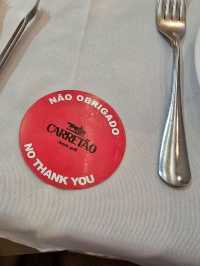 NÃO OBRIGADO
CARRETÃO
NO THANK YOU